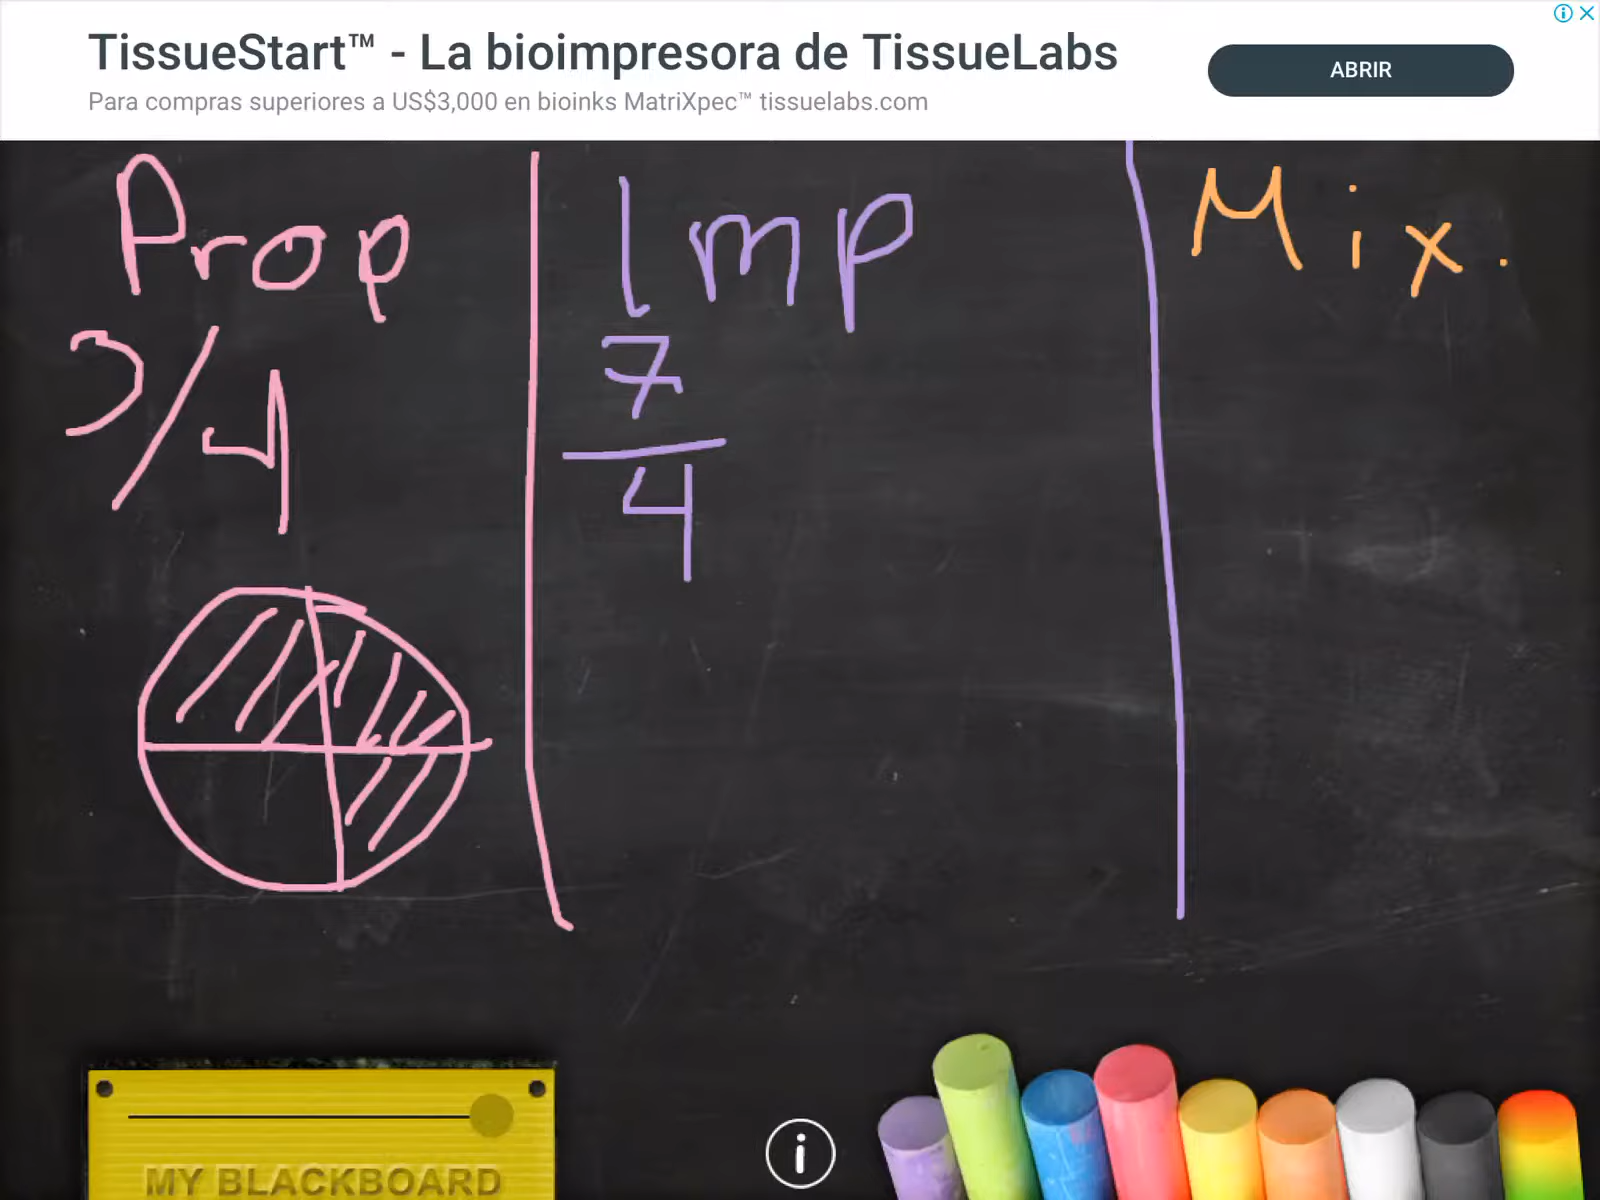 TissueStart™ - La bioimpresora de TissueLabs
Para compras superiores a US$3,000 en bioinks MatriXpec™ tissuelabs.com
ABRIR
Prop
3/4
Imp
7
4
Mix.
MY BLACKBOARD